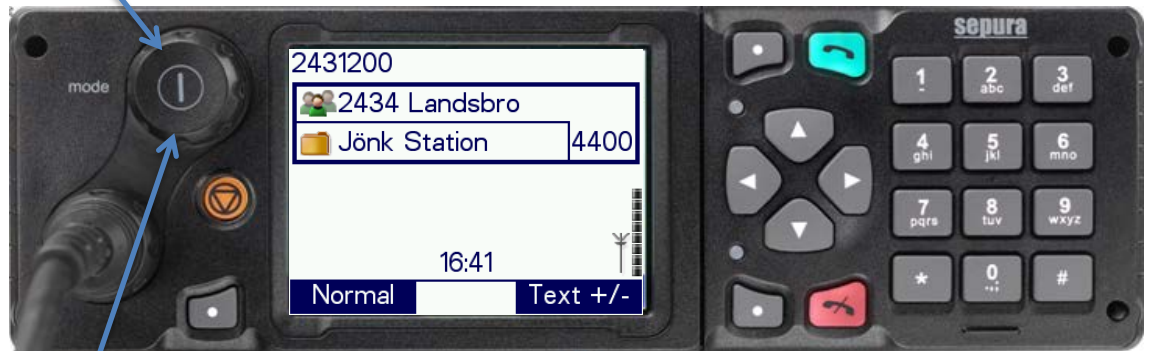 sepura
mode
2431200
2434 Landsbro
Jönk Station 4400
16:41
Normal Text +/-
1 2 abc 3 def
4 ghi 5 jkl 6 mno
7 pqrs 8 tuv 9 wxyz
* 0 #